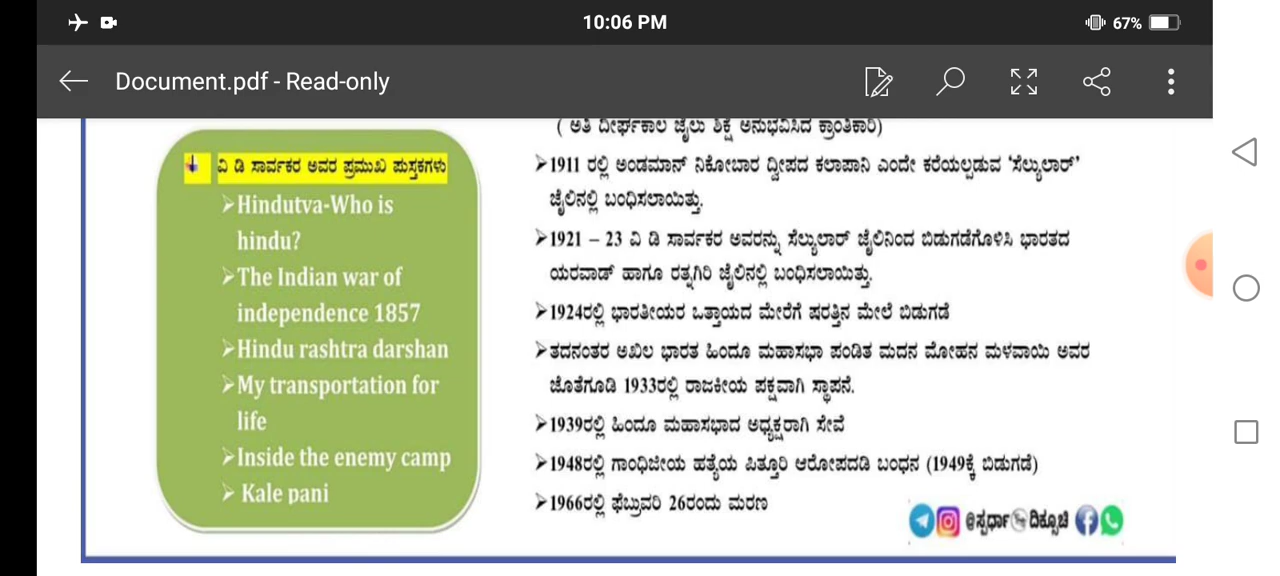 10:06 PM
67%
Document.pdf - Read-only
( ಅತಿ ದೀರ್ಘಕಾಲ ಜೈಲು ಶಿಕ್ಷೆ ಅನುಭವಿಸಿದ ಕ್ರಾಂತಿಕಾರಿ)
ವಿ ಡಿ ಸಾರ್ವಕರ ಅವರ ಪ್ರಮುಖ ಪುಸ್ತಕಗಳು
➢Hindutva-Who is
hindu?
➢The Indian war of
independence 1857
➢Hindu rashtra darshan
➢My transportation for
life
➢Inside the enemy camp
➢ Kale pani
➢1911 ರಲ್ಲಿ ಅಂಡಮಾನ್ ನಿಕೋಬಾರ ದ್ವೀಪದ ಕಲಾಪಾನಿ ಎಂದೇ ಕರೆಯಲ್ಪಡುವ ‘ಸೆಲ್ಯುಲಾರ್’
ಜೈಲಿನಲ್ಲಿ ಬಂಧಿಸಲಾಯಿತ್ತು.
➢1921 – 23 ವಿ ಡಿ ಸಾರ್ವಕರ ಅವರನ್ನು ಸೆಲ್ಯುಲಾರ್ ಜೈಲಿನಿಂದ ಬಿಡುಗಡೆಗೊಳಿಸಿ ಭಾರತದ
ಯರವಾಡ್ ಹಾಗೂ ರತ್ನಗಿರಿ ಜೈಲಿನಲ್ಲಿ ಬಂಧಿಸಲಾಯಿತ್ತು.
➢1924ರಲ್ಲಿ ಭಾರತೀಯರ ಒತ್ತಾಯದ ಮೇರೆಗೆ ಷರತ್ತಿನ ಮೇಲೆ ಬಿಡುಗಡೆ
➢ತದನಂತರ ಅಖಿಲ ಭಾರತ ಹಿಂದೂ ಮಹಾಸಭಾ ಪಂಡಿತ ಮದನ ಮೋಹನ ಮಳವಾಯಿ ಅವರ
ಜೊತೆಗೂಡಿ 1933ರಲ್ಲಿ ರಾಜಕೀಯ ಪಕ್ಷವಾಗಿ ಸ್ಥಾಪನೆ.
➢1939ರಲ್ಲಿ ಹಿಂದೂ ಮಹಾಸಭಾದ ಅಧ್ಯಕ್ಷರಾಗಿ ಸೇವೆ
➢1948ರಲ್ಲಿ ಗಾಂಧಿಜೀಯ ಹತ್ಯೆಯ ಪಿತ್ತೂರಿ ಆರೋಪದಡಿ ಬಂಧನ (1949ಕ್ಕೆ ಬಿಡುಗಡೆ)
➢1966ರಲ್ಲಿ ಫೆಬ್ರುವರಿ 26ರಂದು ಮರಣ
@ಸ್ಪರ್ಧಾ ದಿಕ್ಸೂಚಿ